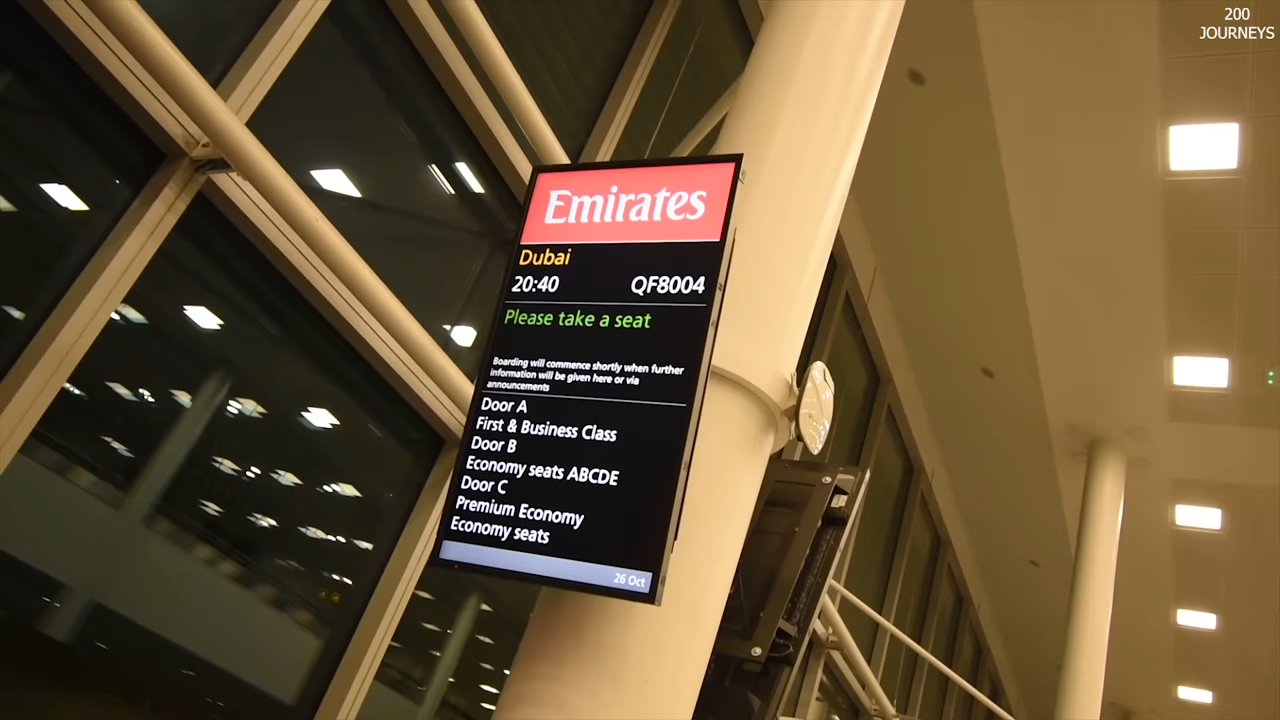 200
JOURNEYS
Emirates
Dubai
20:40 QF8004
Please take a seat
Boarding will commence shortly when further
information will be given here or via
announcements
Door A
First & Business Class
Door B
Economy seats ABCDE
Door C
Premium Economy
Economy seats
26 Oct